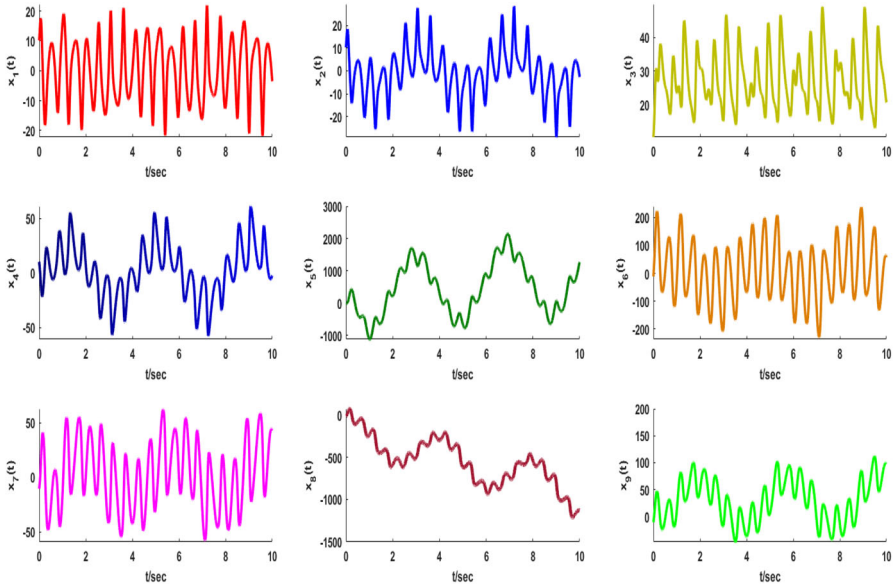 x₁(t)
20
10
0
-10
-20
0 2 4 6 8 10
t/sec
x₂(t)
20
10
0
-10
-20
0 2 4 6 8 10
t/sec
x₃(t)
40
30
20
0 2 4 6 8 10
t/sec
x₄(t)
50
0
-50
0 2 4 6 8 10
t/sec
x₅(t)
3000
2000
1000
0
-1000
0 2 4 6 8 10
t/sec
x₆(t)
200
100
0
-100
-200
0 2 4 6 8 10
t/sec
x₇(t)
50
0
-50
0 2 4 6 8 10
t/sec
x₈(t)
0
-500
-1000
-1500
0 2 4 6 8 10
t/sec
x₉(t)
200
150
100
50
0
0 2 4 6 8 10
t/sec